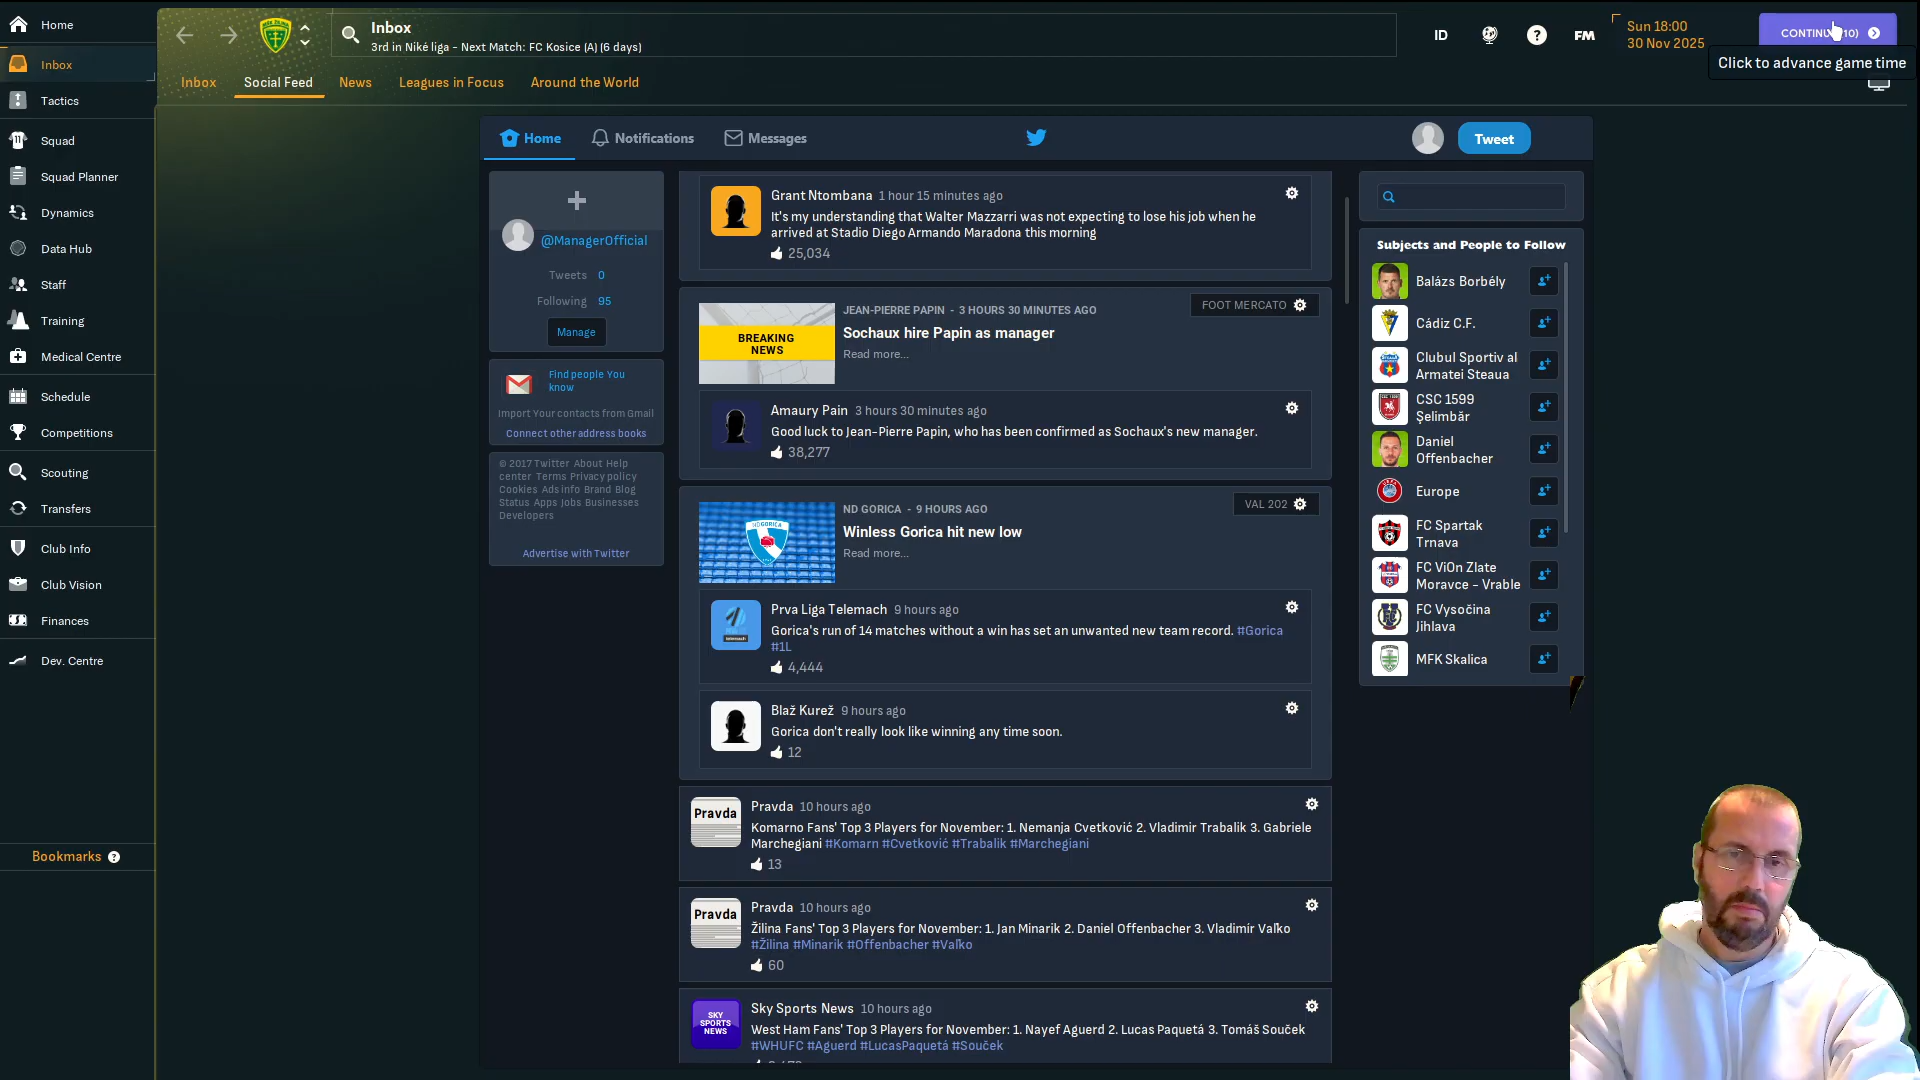 Home
Inbox
Tactics
Squad
Squad Planner
Dynamics
Data Hub
Staff
Training
Medical Centre
Schedule
Competitions
Scouting
Transfers
Club Info
Club Vision
Finances
Dev. Centre
Bookmarks ?
Inbox
3rd in Niké liga - Next Match: FC Kosice (A) (6 days)
ID
?
FM
Sun 18:00
30 Nov 2025
Click to advance game time
Inbox
Social Feed
News
Leagues in Focus
Around the World
Home
Notifications
Messages
Tweet
@ManagerOfficial
Tweets 0
Following 95
Manage
Find people You
know
Import Your contacts from Gmail
Connect other address books
© 2017 Twitter About Help
center Terms Privacy policy
Cookies Ads info Brand Blog
Status Apps Jobs Businesses
Developers
Advertise with Twitter
Grant Ntombana 1 hour 15 minutes ago
It's my understanding that Walter Mazzarri was not expecting to lose his job when he
arrived at Stadio Diego Armando Maradona this morning
25,034
BREAKING
NEWS
JEAN-PIERRE PAPIN - 3 HOURS 30 MINUTES AGO
FOOT MERCATO
Sochaux hire Papin as manager
Read more...
Amaury Pain 3 hours 30 minutes ago
Good luck to Jean-Pierre Papin, who has been confirmed as Sochaux's new manager.
38,277
ND GORICA
ND GORICA - 9 HOURS AGO
VAL 202
Winless Gorica hit new low
Read more...
Prva Liga Telemach 9 hours ago
Gorica's run of 14 matches without a win has set an unwanted new team record. #Gorica
#1L
4,444
Blaž Kurež 9 hours ago
Gorica don't really look like winning any time soon.
12
Pravda
Pravda 10 hours ago
Komarno Fans' Top 3 Players for November: 1. Nemanja Cvetković 2. Vladimir Trabalik 3. Gabriele
Marchegiani #Komarn #Cvetković #Trabalik #Marchegiani
13
Pravda
Pravda 10 hours ago
Žilina Fans' Top 3 Players for November: 1. Jan Minarik 2. Daniel Offenbacher 3. Vladimír Vaľko
#Žilina #Minarik #Offenbacher #Vaľko
60
SKY
SPORTS
NEWS
Sky Sports News 10 hours ago
West Ham Fans' Top 3 Players for November: 1. Nayef Aguerd 2. Lucas Paquetá 3. Tomáš Souček
#WHUFC #Aguerd #LucasPaquetá #Souček
Subjects and People to Follow
Balázs Borbély
Cádiz C.F.
Clubul Sportiv al
Armatei Steaua
CSC 1599
Şelimbăr
Daniel
Offenbacher
Europe
FC Spartak
Trnava
FC ViOn Zlate
Moravce - Vrable
FC Vysočina
Jihlava
MFK Skalica